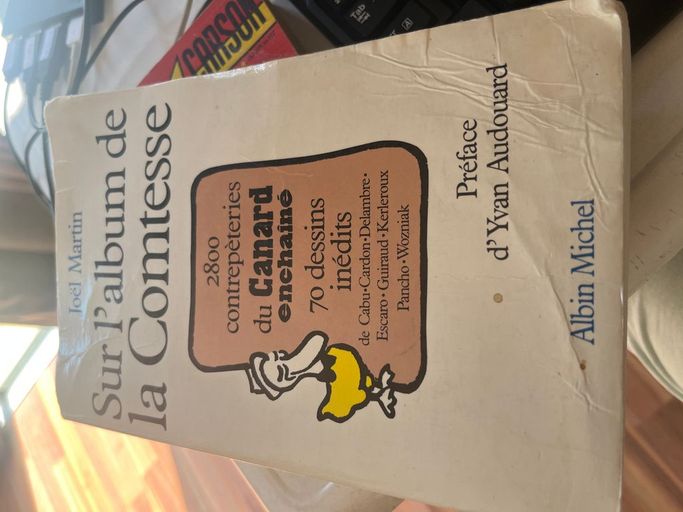 Joël Martin
Sur l'album de
la Comtesse
2800
contrepèteries
du Canard
enchaîné
70 dessins
inédits
de Cabu • Cardon • Delambre •
Escaro • Guiraud • Kerleroux
Pancho • Wozniak
Préface
d'Yvan Audouard
Albin Michel
CARSON
Tab
A